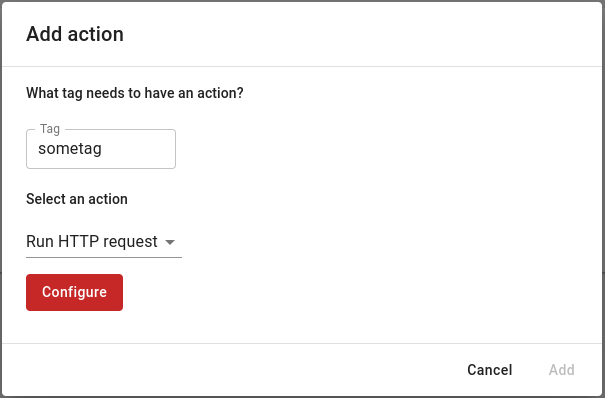 Add action
What tag needs to have an action?
Tag
sometag
Select an action
Run HTTP request
Configure
Cancel Add